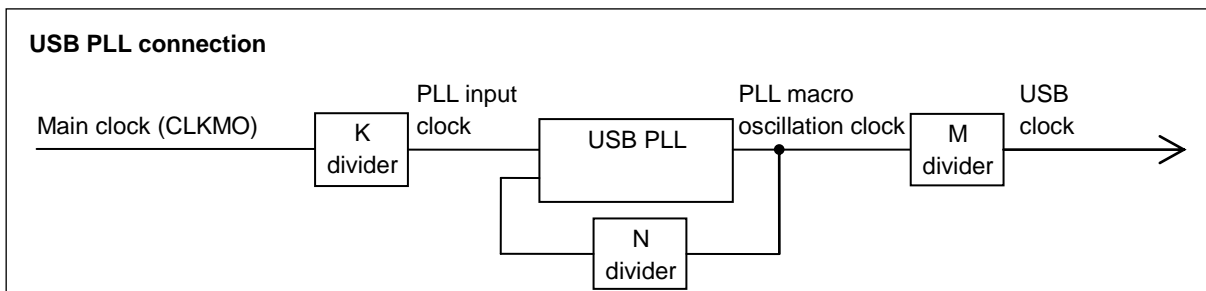 USB PLL connection
Main clock (CLKMO)
K
divider
PLL input
clock
USB PLL
N
divider
PLL macro
oscillation clock
M
divider
USB
clock